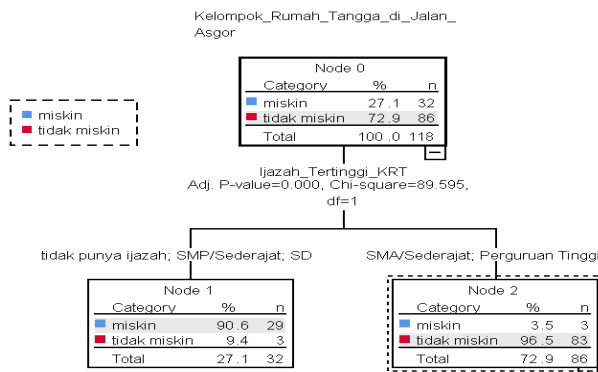 Kelompok_Rumah_Tangga_di_Jalan_
Asgor
miskin
tidak miskin
Node 0
Category % n
miskin 27.1 32
tidak miskin 72.9 86
Total 100.0 118
Ijazah_Tertinggi_KRT
Adj. P-value=0.000, Chi-square=89.595,
df=1
tidak punya ijazah; SMP/Sederajat; SD
Node 1
Category % n
miskin 90.6 29
tidak miskin 9.4 3
Total 27.1 32
SMA/Sederajat; Perguruan Tinggi
Node 2
Category % n
miskin 3.5 3
tidak miskin 96.5 83
Total 72.9 86